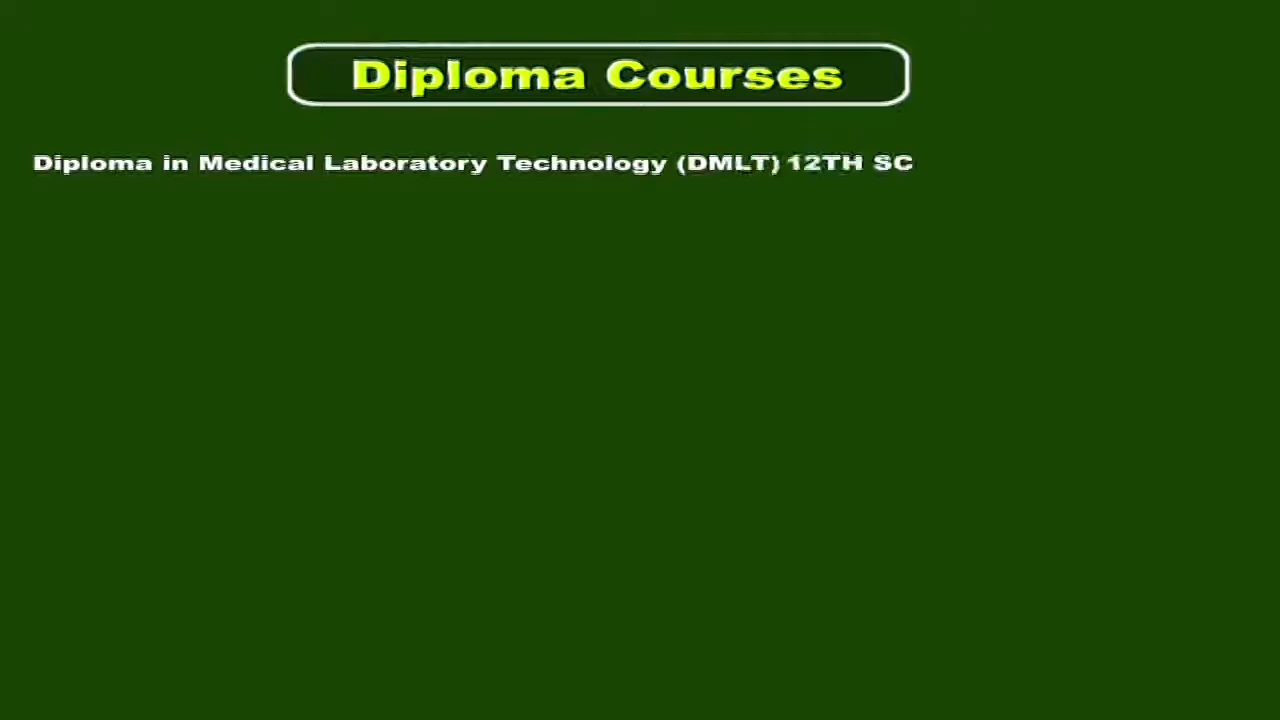 Diploma Courses
Diploma in Medical Laboratory Technology (DMLT) 12TH SC